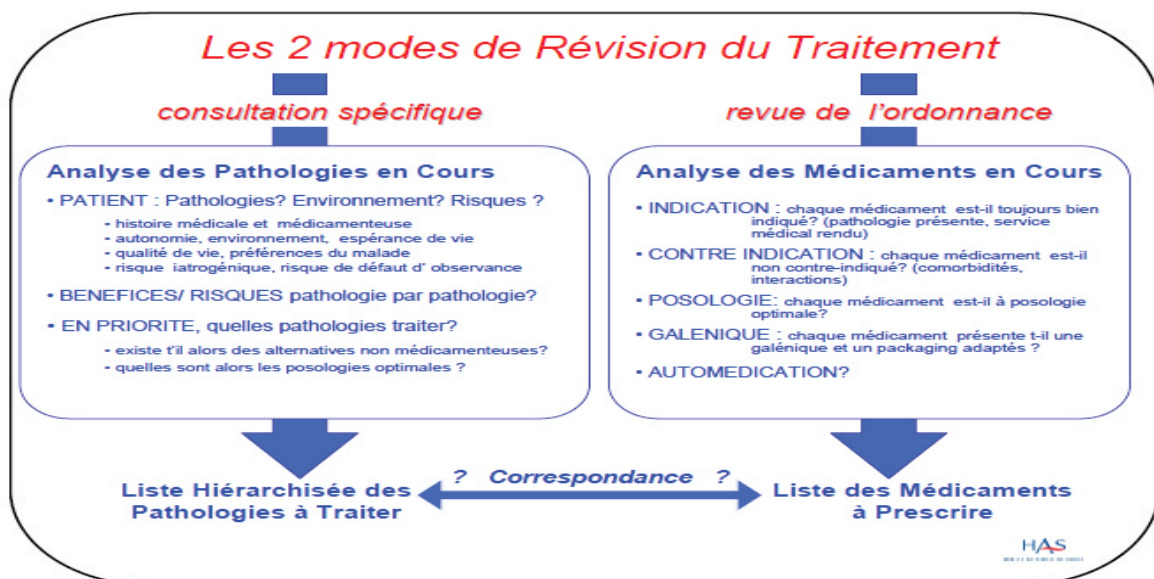 Les 2 modes de Révision du Traitement
consultation spécifique
revue de l'ordonnance
Analyse des Pathologies en Cours
• PATIENT : Pathologies? Environnement? Risques ?
• histoire médicale et médicamenteuse
• autonomie, environnement, espérance de vie
• qualité de vie, préférences du malade
• risque iatrogénique, risque de défaut d' observance
• BENEFICES/ RISQUES pathologie par pathologie?
• EN PRIORITE, quelles pathologies traiter?
• existe t'il alors des alternatives non médicamenteuses?
• quelles sont alors les posologies optimales ?
Analyse des Médicaments en Cours
• INDICATION : chaque médicament est-il toujours bien
indiqué? (pathologie présente, service
médical rendu)
• CONTRE INDICATION : chaque médicament est-il
non contre-indiqué? (comorbidités,
interactions)
• POSOLOGIE: chaque médicament est-il à posologie
optimale?
• GALENIQUE : chaque médicament présente t-il une
galénique et un packaging adaptés ?
• AUTOMEDICATION?
? Correspondance ?
Liste Hiérarchisée des
Pathologies à Traiter
Liste des Médicaments
à Prescrire
HAS